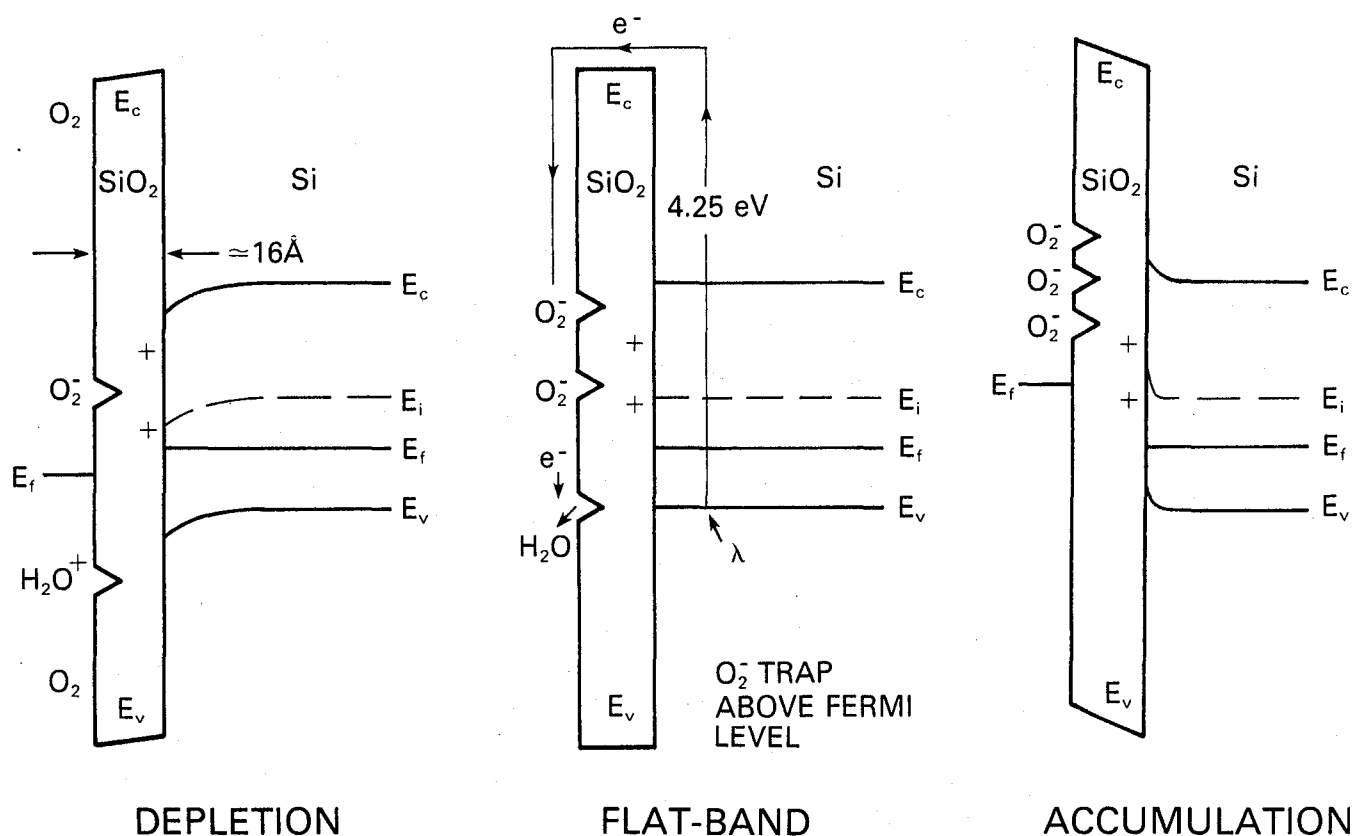 O₂
E_c
SiO₂
Si
≃16Å
E_c
O₂⁻
+
+
E_i
E_f
E_f
E_v
H₂O⁺
O₂
E_v
DEPLETION
e⁻
E_c
SiO₂
Si
4.25 eV
E_c
O₂⁻
+
O₂⁻
+
E_i
E_f
e⁻
E_v
H₂O
λ
O₂⁻ TRAP
ABOVE FERMI
LEVEL
E_v
FLAT-BAND
E_c
SiO₂
Si
O₂⁻
O₂⁻
E_c
O₂⁻
+
E_f
+
E_i
E_f
E_v
E_v
ACCUMULATION